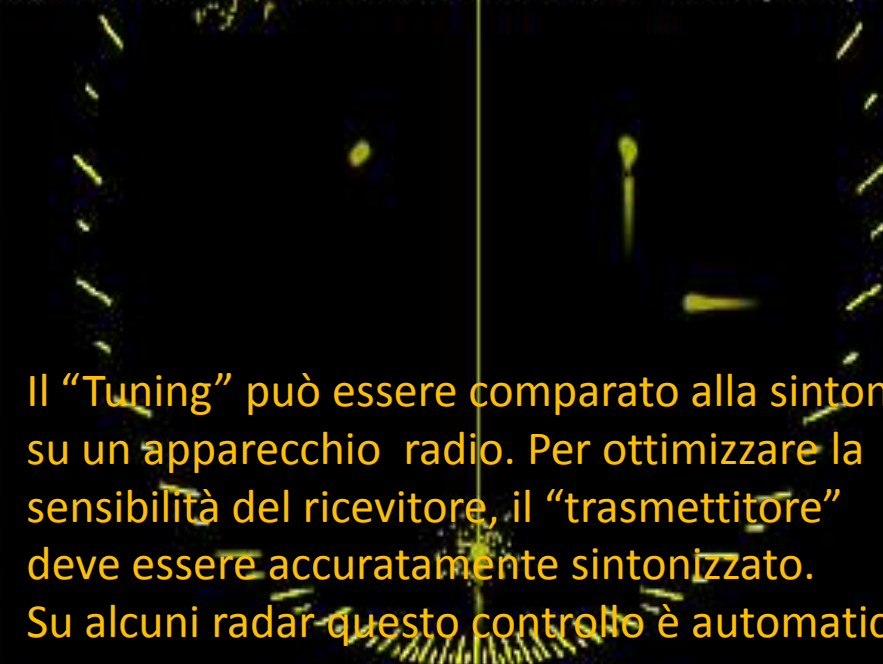 Il “Tuning” può essere comparato alla sinton
su un apparecchio  radio. Per ottimizzare la
sensibilità del ricevitore, il “trasmettitore”
deve essere accuratamente sintonizzato.
Su alcuni radar questo controllo è automatic